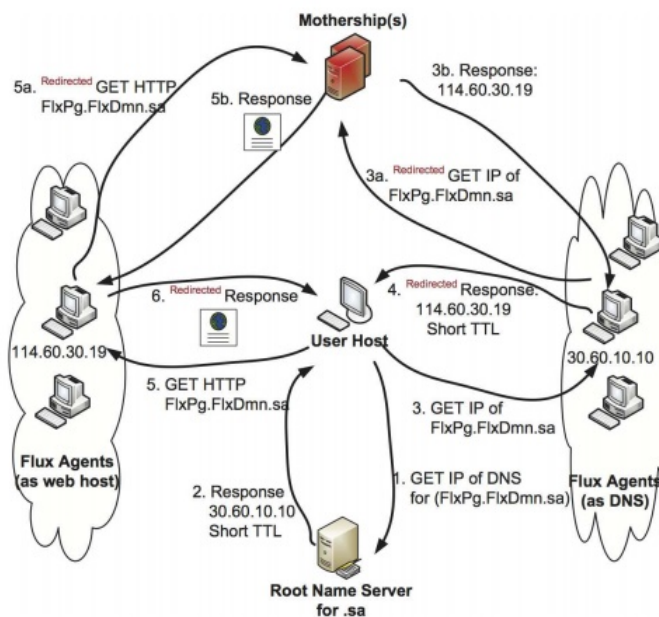 Mothership(s)
5a. Redirected GET HTTP
FlxPg.FlxDmn.sa
5b. Response
3b. Response:
114.60.30.19
3a. Redirected GET IP of
FlxPg.FlxDmn.sa
6. Redirected Response
4. Redirected Response:
114.60.30.19
Short TTL
User Host
114.60.30.19
30.60.10.10
5. GET HTTP
FlxPg.FlxDmn.sa
3. GET IP of
FlxPg.FlxDmn.sa
Flux Agents
(as web host)
2. Response
30.60.10.10
Short TTL
1. GET IP of DNS
for (FlxPg.FlxDmn.sa)
Flux Agents
(as DNS)
Root Name Server
for .sa